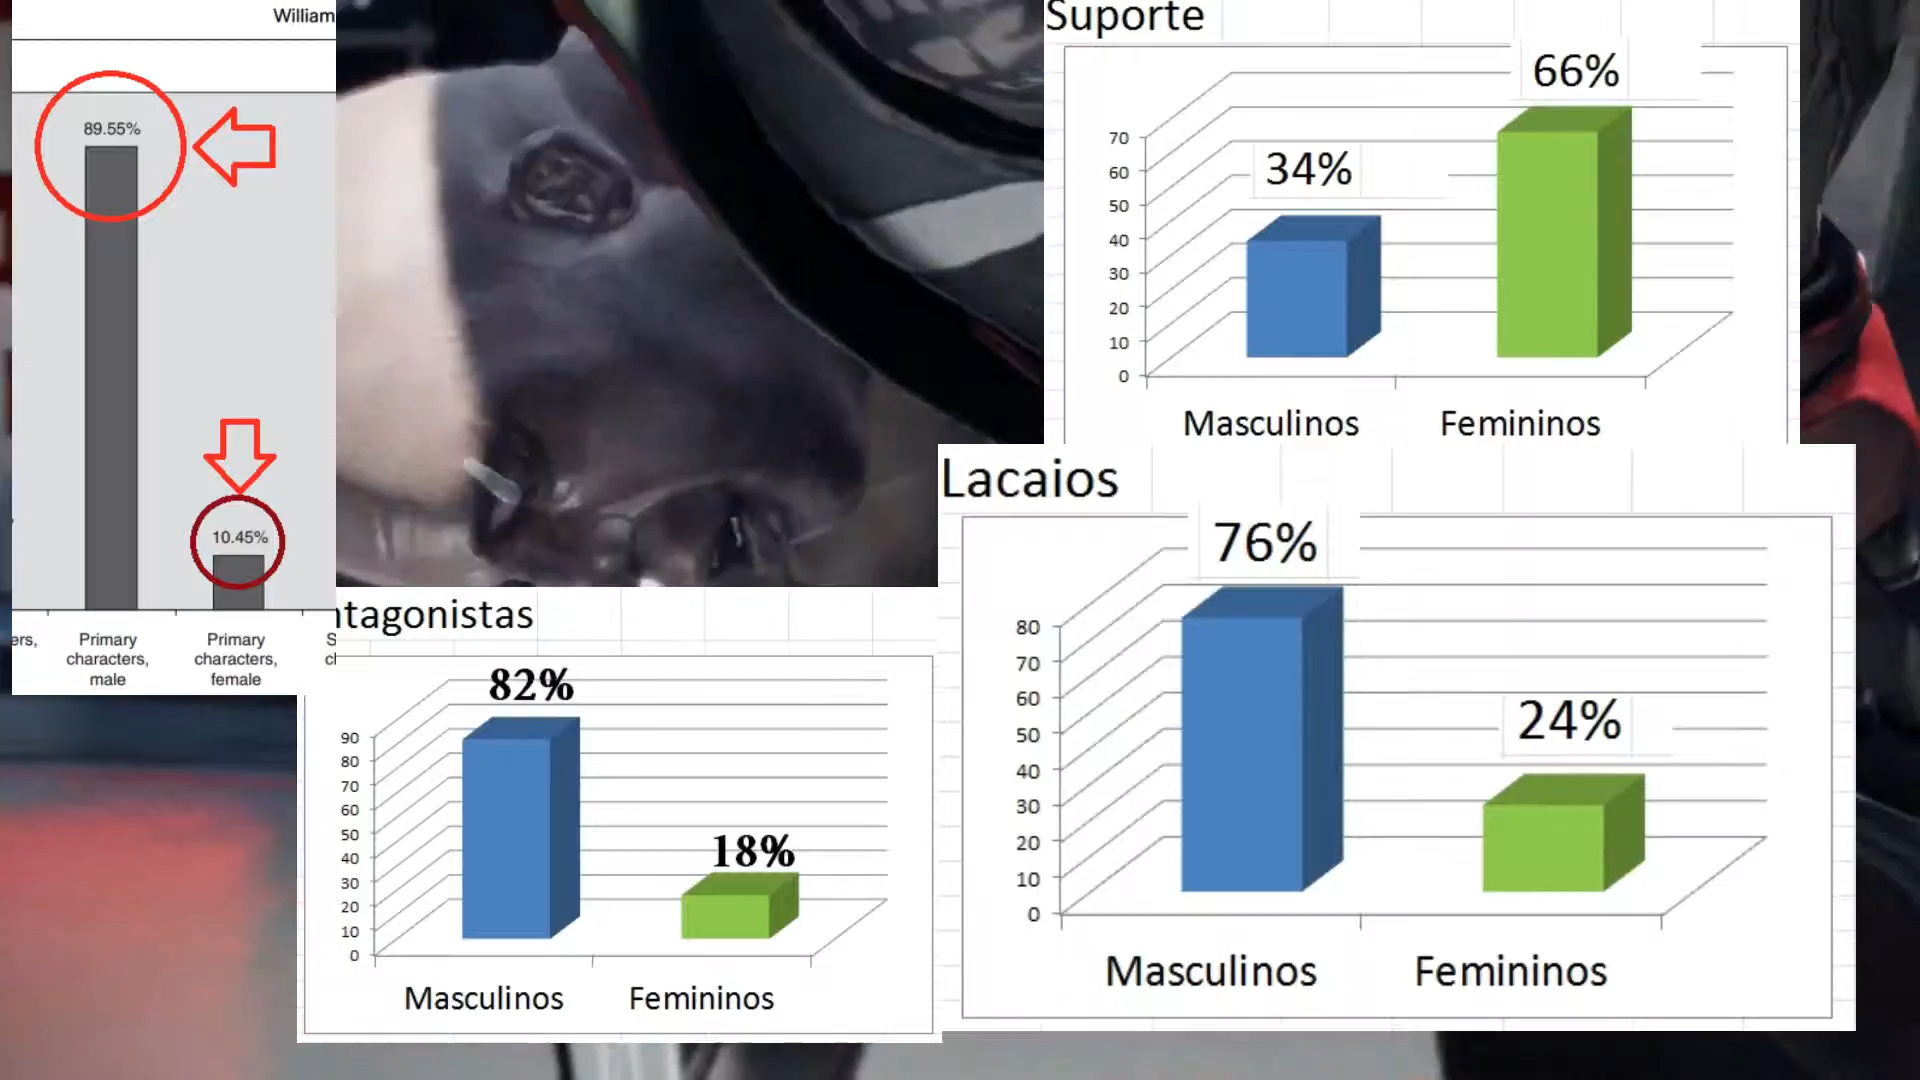 William
89.55%
10.45%
ers,
Primary
characters,
male
Primary
characters,
female
S
cl
ntagonistas
82%
18%
90
80
70
60
50
40
30
20
10
0
Masculinos
Femininos
Suporte
66%
34%
70
60
50
40
30
20
10
0
Masculinos
Femininos
Lacaios
76%
24%
80
70
60
50
40
30
20
10
0
Masculinos
Femininos